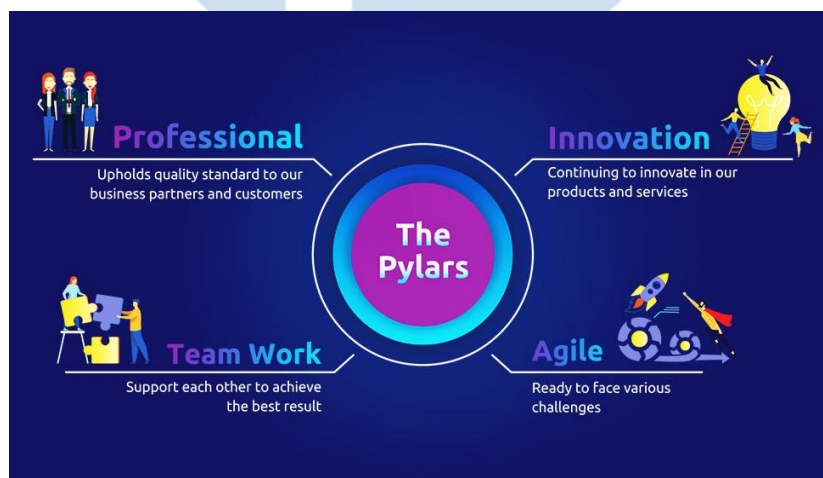 Professional
Upholds quality standard to our
business partners and customers
Innovation
Continuing to innovate in our
products and services
The
Pylars
Team Work
Support each other to achieve
the best result
Agile
Ready to face various
challenges